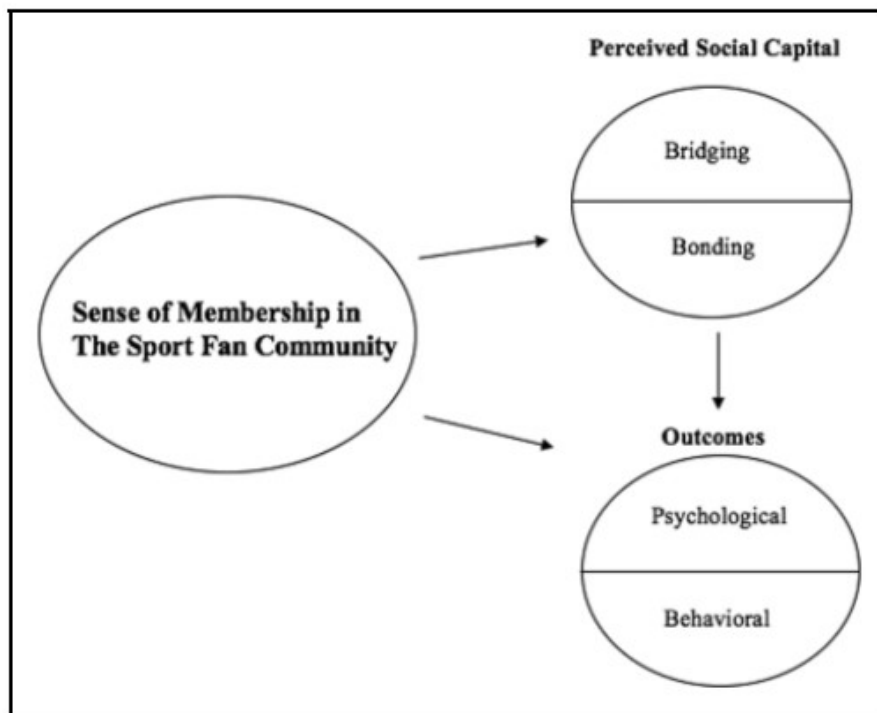 Perceived Social Capital
Bridging
Bonding
Sense of Membership in
The Sport Fan Community
Outcomes
Psychological
Behavioral